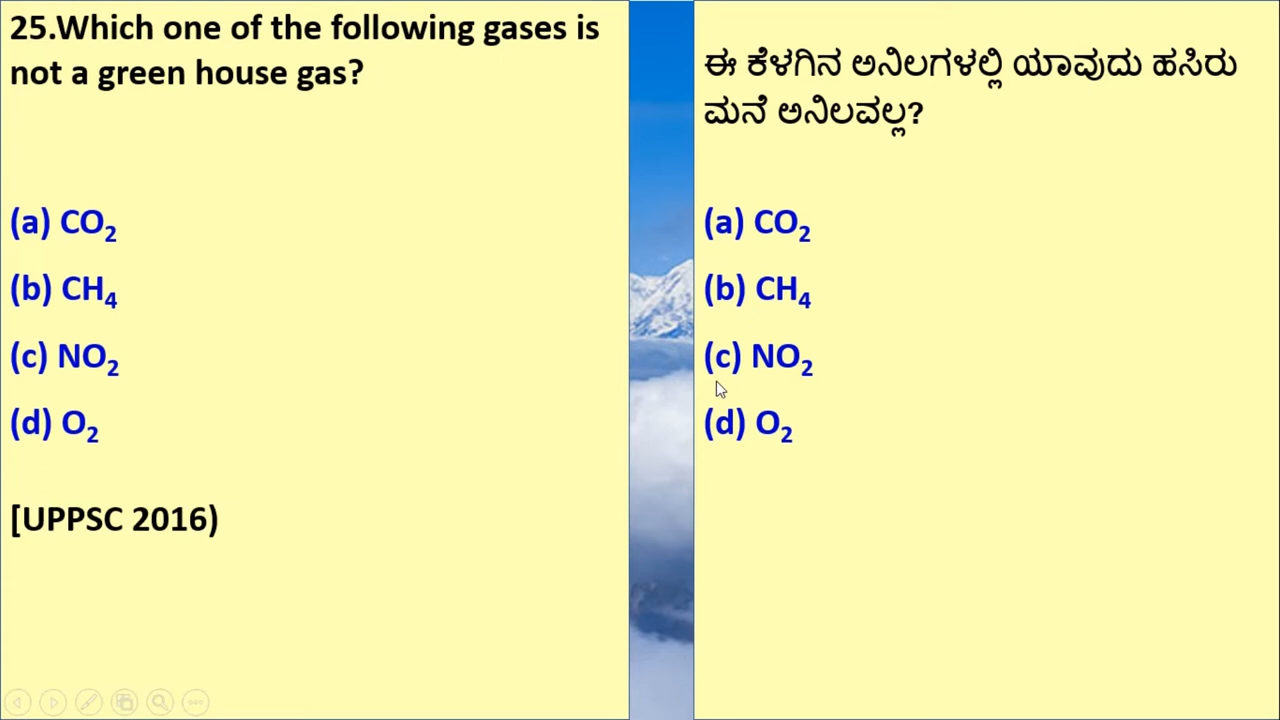 25.Which one of the following gases is
not a green house gas?
(a) CO₂
(b) CH₄
(c) NO₂
(d) O₂
[UPPSC 2016)
ಈ ಕೆಳಗಿನ ಅನಿಲಗಳಲ್ಲಿ ಯಾವುದು ಹಸಿರು
ಮನೆ ಅನಿಲವಲ್ಲ?
(a) CO₂
(b) CH₄
(c) NO₂
(d) O₂